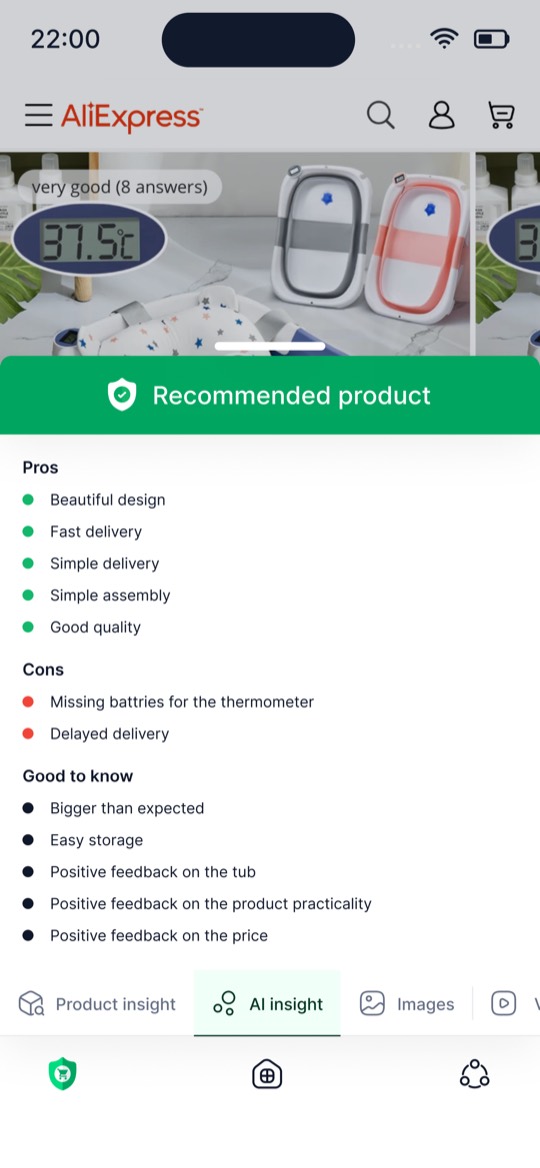 22:00
AliExpress
very good (8 answers)
37.5°c
3
Recommended product
Pros
Beautiful design
Fast delivery
Simple delivery
Simple assembly
Good quality
Cons
Missing battries for the thermometer
Delayed delivery
Good to know
Bigger than expected
Easy storage
Positive feedback on the tub
Positive feedback on the product practicality
Positive feedback on the price
Product insight
AI insight
Images